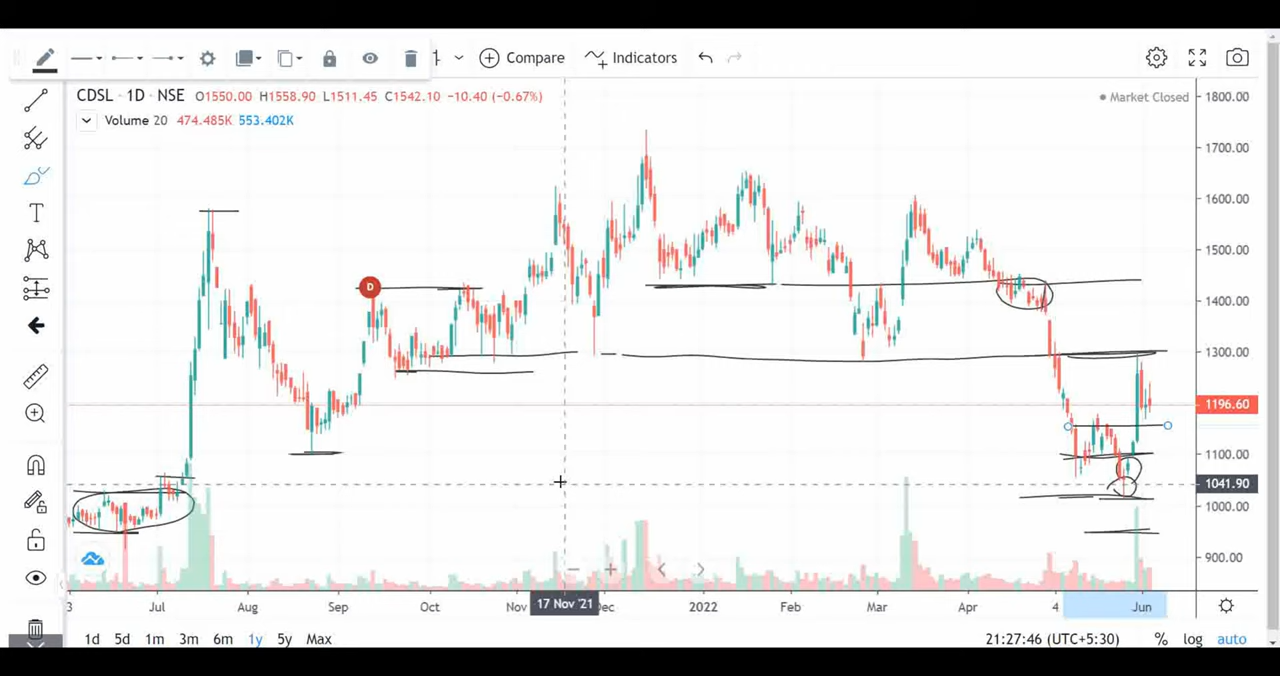 Compare Indicators
CDSL · 1D · NSE O1550.00 H1558.90 L1511.45 C1542.10 −10.40 (−0.67%)
Market Closed
Volume 20 474.485K 553.402K
1800.00
1700.00
1600.00
D
1500.00
1400.00
1300.00
1196.60
1100.00
1041.90
1000.00
900.00
3 Jul Aug Sep Oct Nov 17 Nov '21 Dec 2022 Feb Mar Apr 4 Jun
1d 5d 1m 3m 6m 1y 5y Max 21:27:46 (UTC+5:30) % log auto